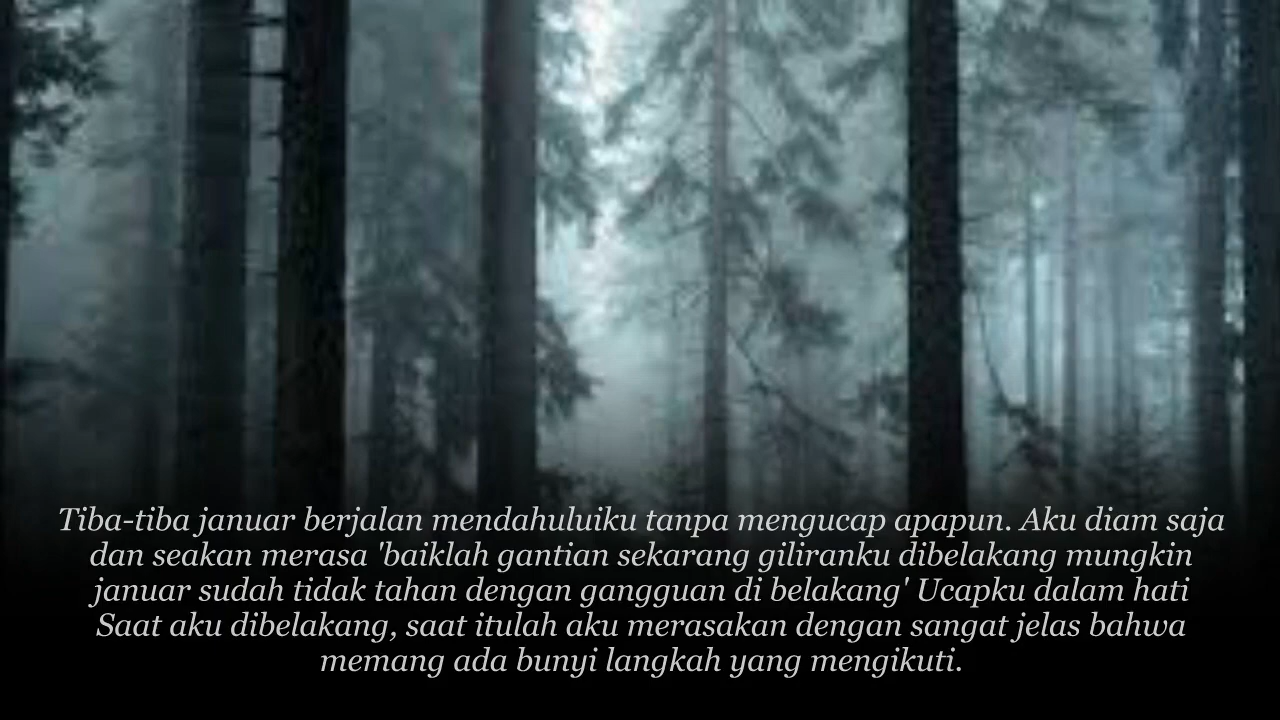 Tiba-tiba januar berjalan mendahuluiku tanpa mengucap apapun. Aku diam saja
dan seakan merasa 'baiklah gantian sekarang giliranku dibelakang mungkin
januar sudah tidak tahan dengan gangguan di belakang' Ucapku dalam hati
Saat aku dibelakang, saat itulah aku merasakan dengan sangat jelas bahwa
memang ada bunyi langkah yang mengikuti.